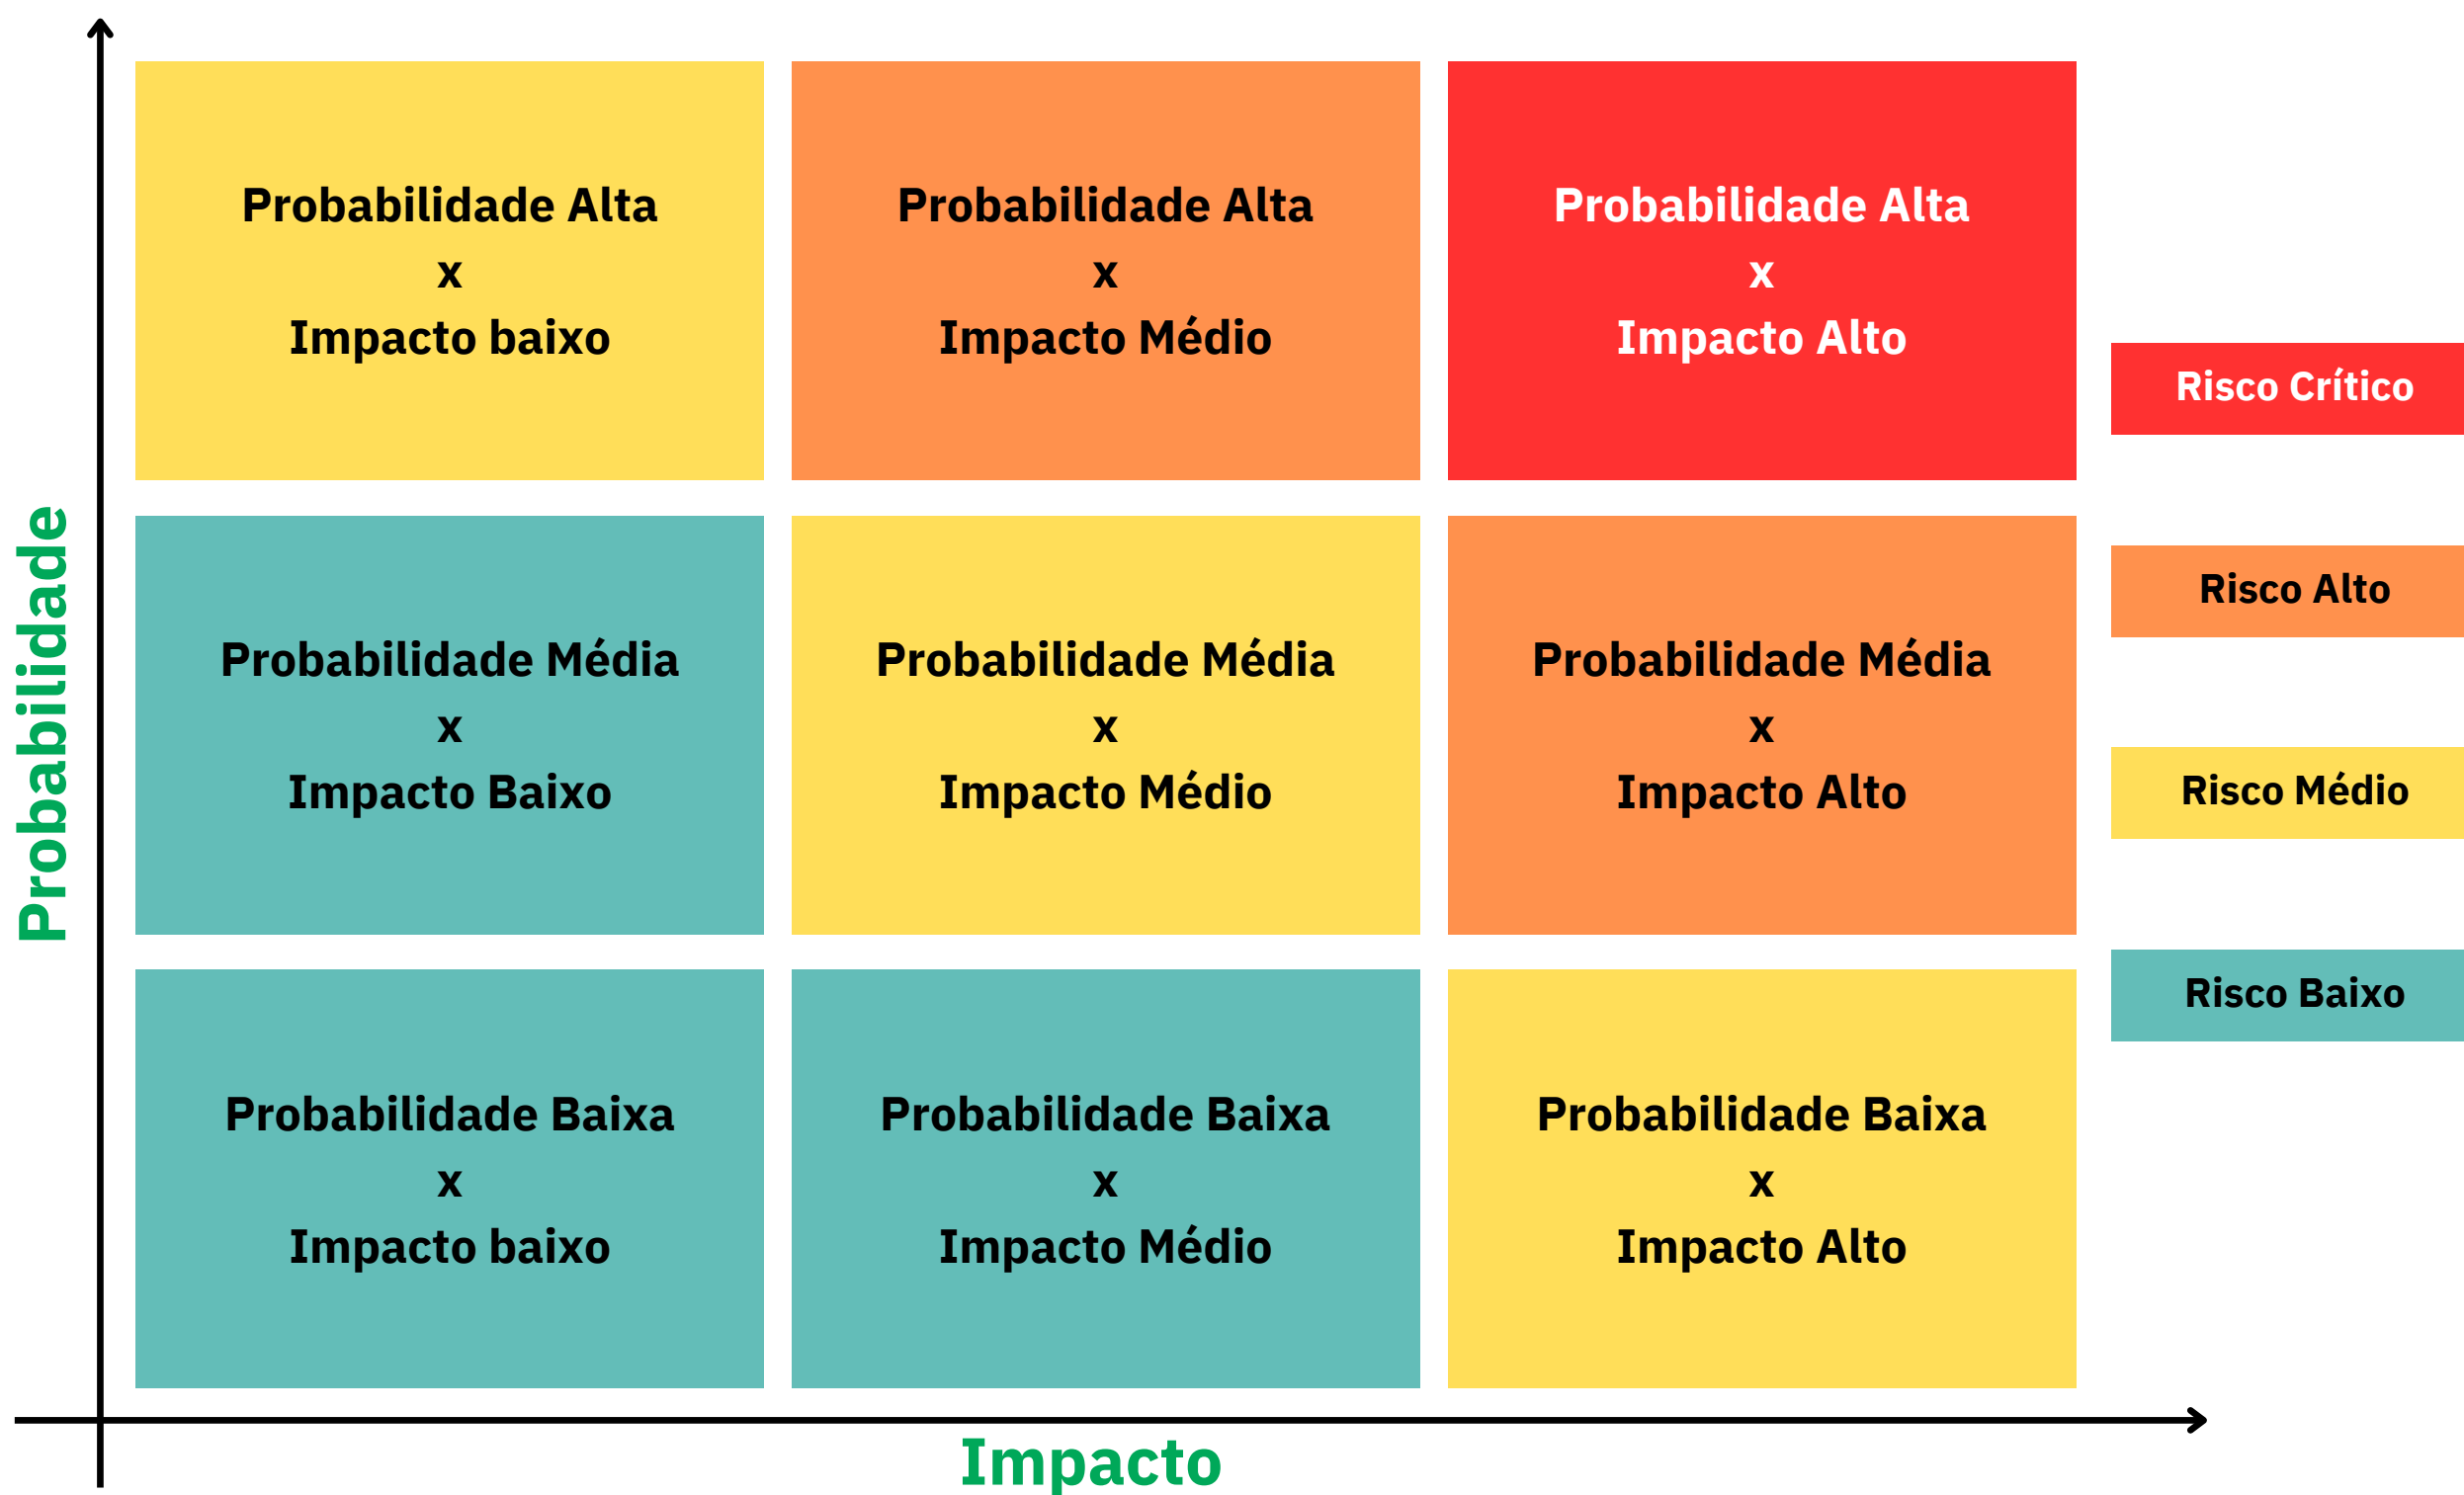 Probabilidade
Probabilidade Alta
x
Impacto baixo
Probabilidade Alta
x
Impacto Médio
Probabilidade Alta
x
Impacto Alto
Probabilidade Média
x
Impacto Baixo
Probabilidade Média
x
Impacto Médio
Probabilidade Média
x
Impacto Alto
Probabilidade Baixa
x
Impacto baixo
Probabilidade Baixa
x
Impacto Médio
Probabilidade Baixa
x
Impacto Alto
Risco Crítico
Risco Alto
Risco Médio
Risco Baixo
Impacto